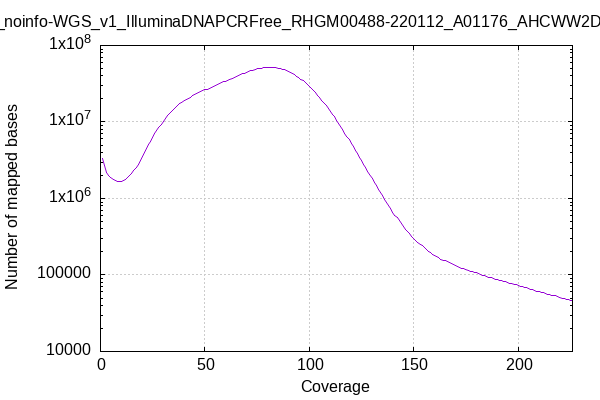 _noinfo-WGS_v1_IlluminaDNAPCRFree_RHGM00488-220112_A01176_AHCWW2D
1x10^8
1x10^7
1x10^6
100000
10000
Number of mapped bases
0 50 100 150 200
Coverage